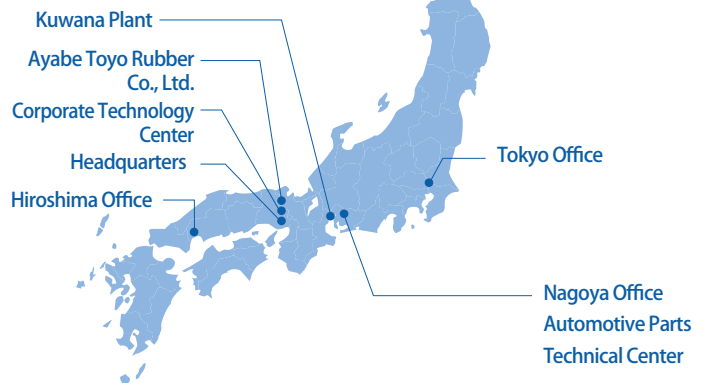 Kuwana Plant
Ayabe Toyo Rubber
Co., Ltd.
Corporate Technology
Center
Headquarters
Hiroshima Office
Tokyo Office
Nagoya Office
Automotive Parts
Technical Center